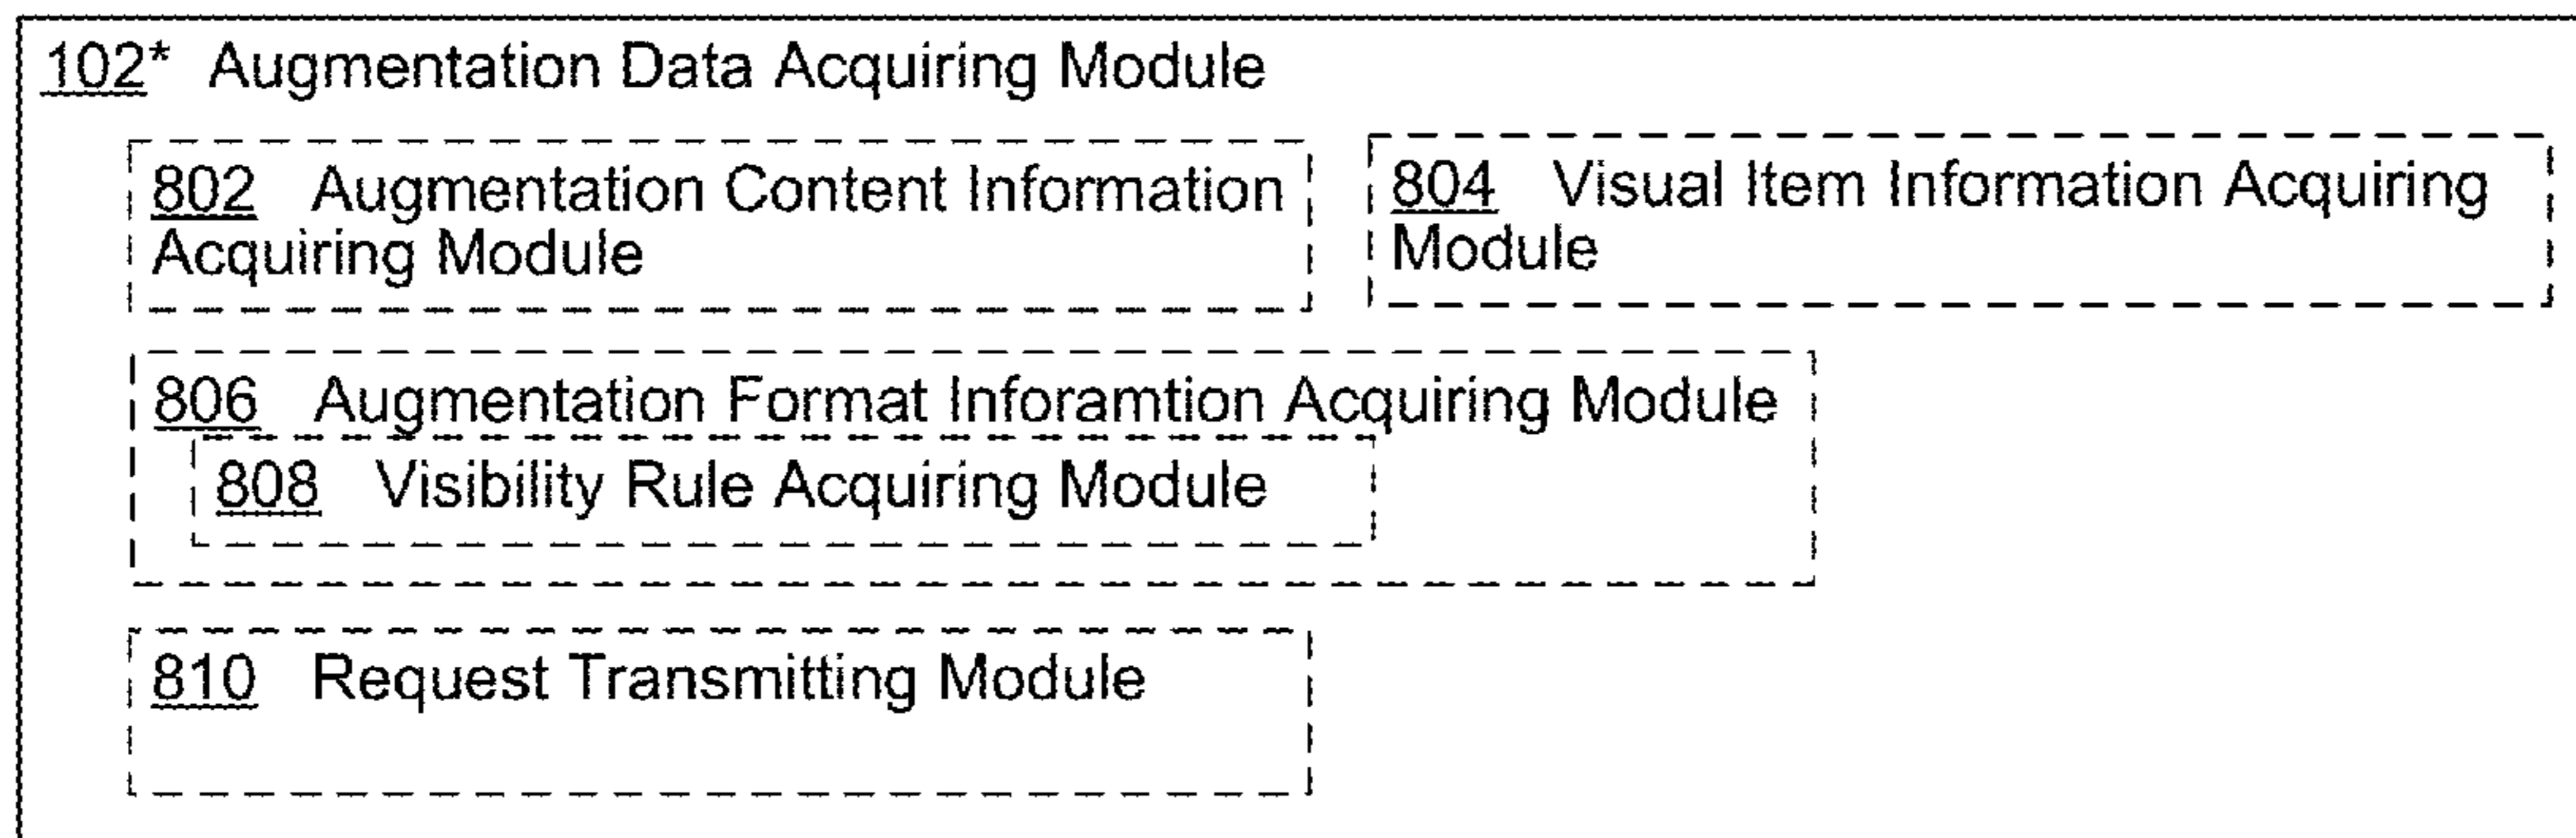 102* Augmentation Data Acquiring Module
802 Augmentation Content Information
Acquiring Module
804 Visual Item Information Acquiring
Module
806 Augmentation Format Inforamtion Acquiring Module
808 Visibility Rule Acquiring Module
810 Request Transmitting Module